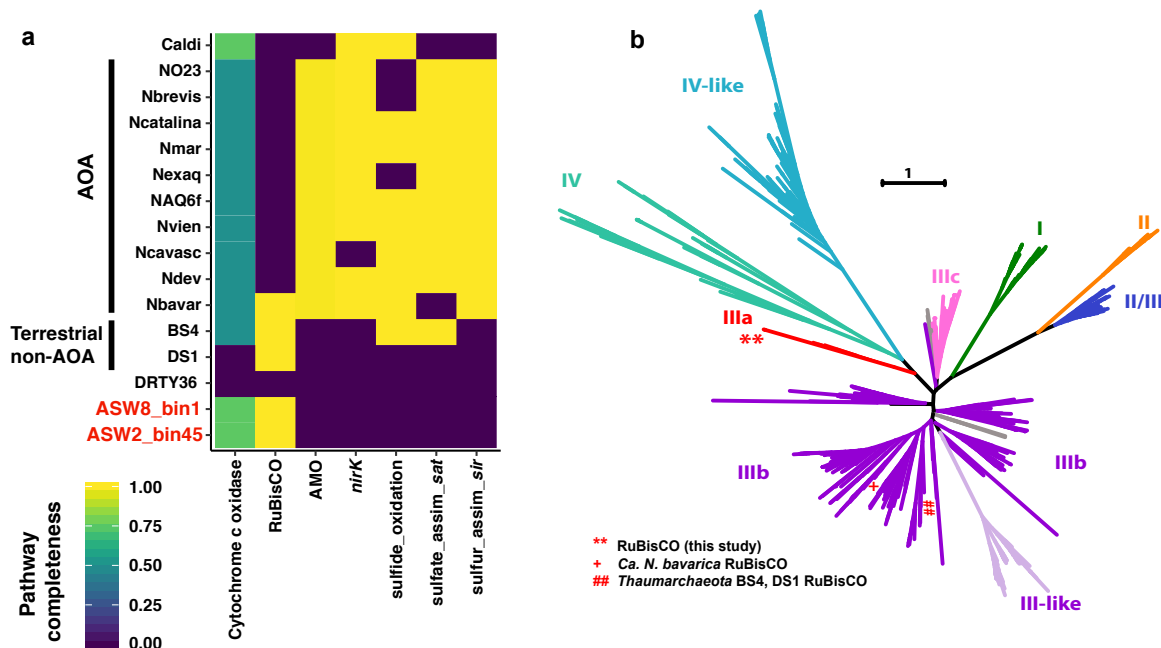 a
Caldi
NO23
Nbrevis
Ncatalina
Nmar
Nexaq
NAQ6f
Nvien
Ncavasc
Ndev
Nbavar
BS4
DS1
DRTY36
ASW8_bin1
ASW2_bin45
AOA
Terrestrial
non-AOA
Cytochrome c oxidase
RuBisCO
AMO
nirK
sulfide_oxidation
sulfate_assim_sat
sulfur_assim_sir
Pathway
completeness
1.00
0.75
0.50
0.25
0.00
b
IV-like
IV
1
I
II
IIIc
II/III
IIIa
**
IIIb
IIIb
+
##
III-like
** RuBisCO (this study)
+ Ca. N. bavarica RuBisCO
## Thaumarchaeota BS4, DS1 RuBisCO